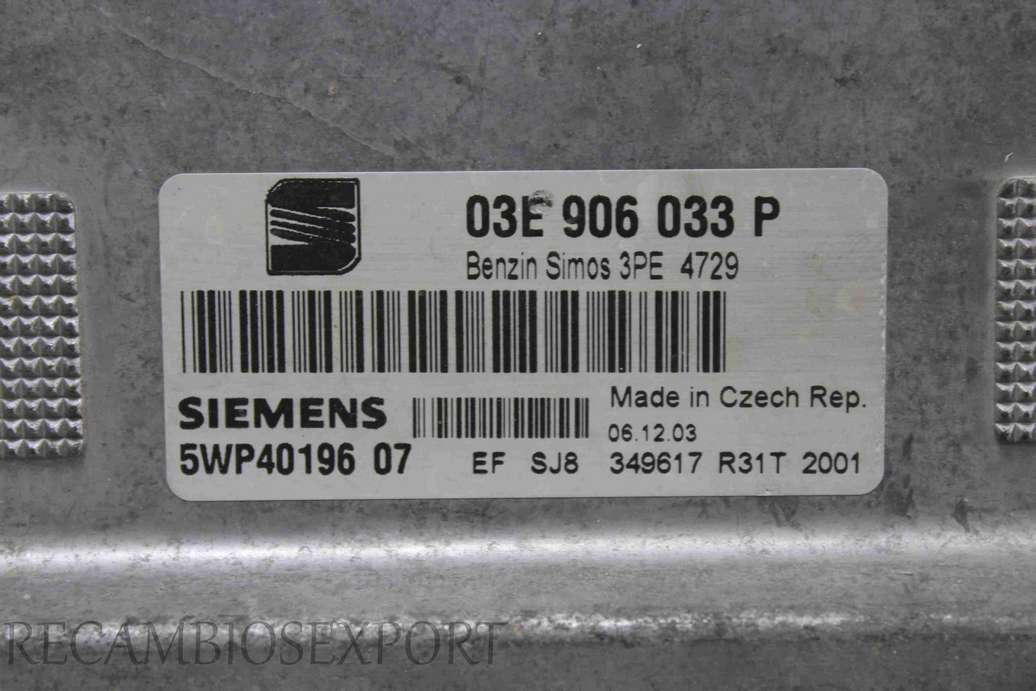 03E 906 033 P
Benzin Simos 3PE 4729
SIEMENS
Made in Czech Rep.
06.12.03
5WP40196 07
EF SJ8 349617 R31T 2001
RECAMBIOSEXPORT